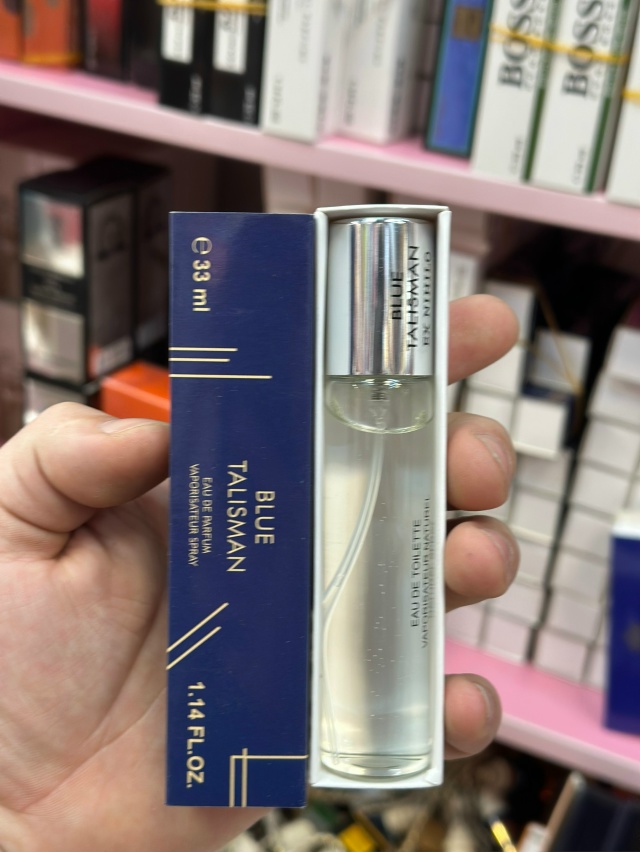 ℮ 33 ml
BLUE
TALISMAN
EAU DE PARFUM
VAPORISATEUR SPRAY
1.14 FL.OZ.
BLUE
TALISMAN
EX NIHILO
EAU DE TOILETTE
VAPORISATEUR NATUREL
BOSS
BOSS